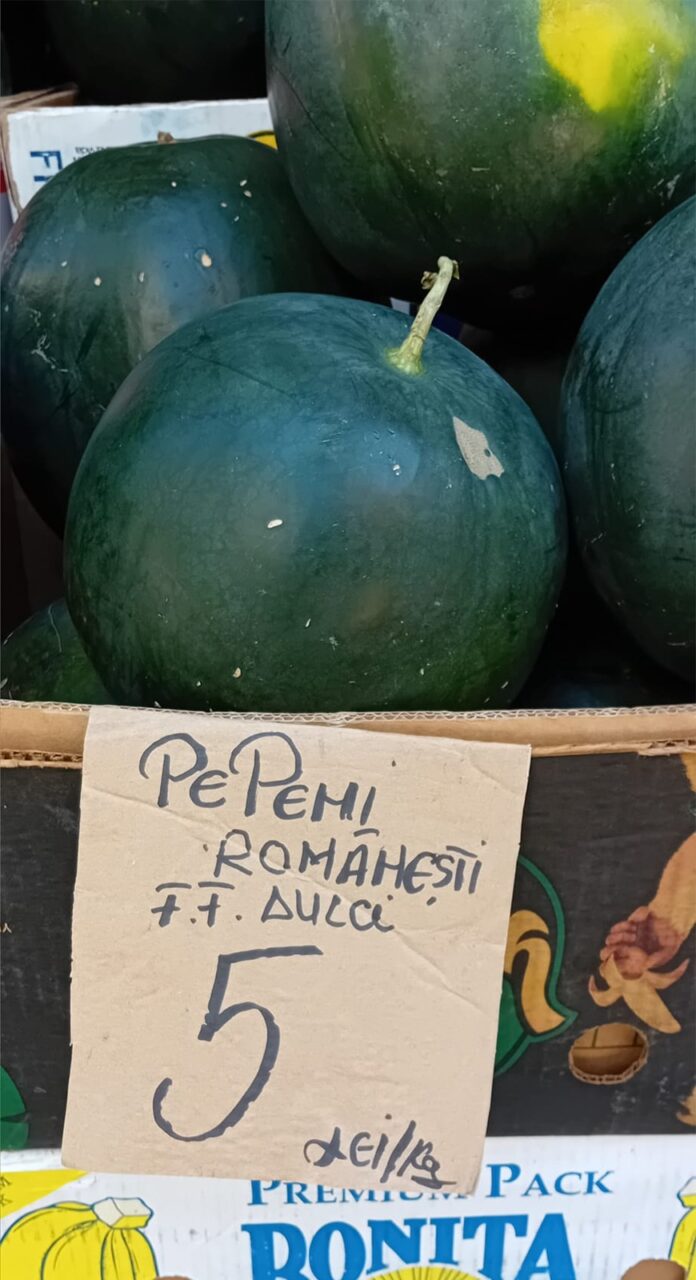 PEPENI
ROMÂNEȘTI
F.F. DULCI
5
LEI/Kg
PREMIUM PACK
BONITA